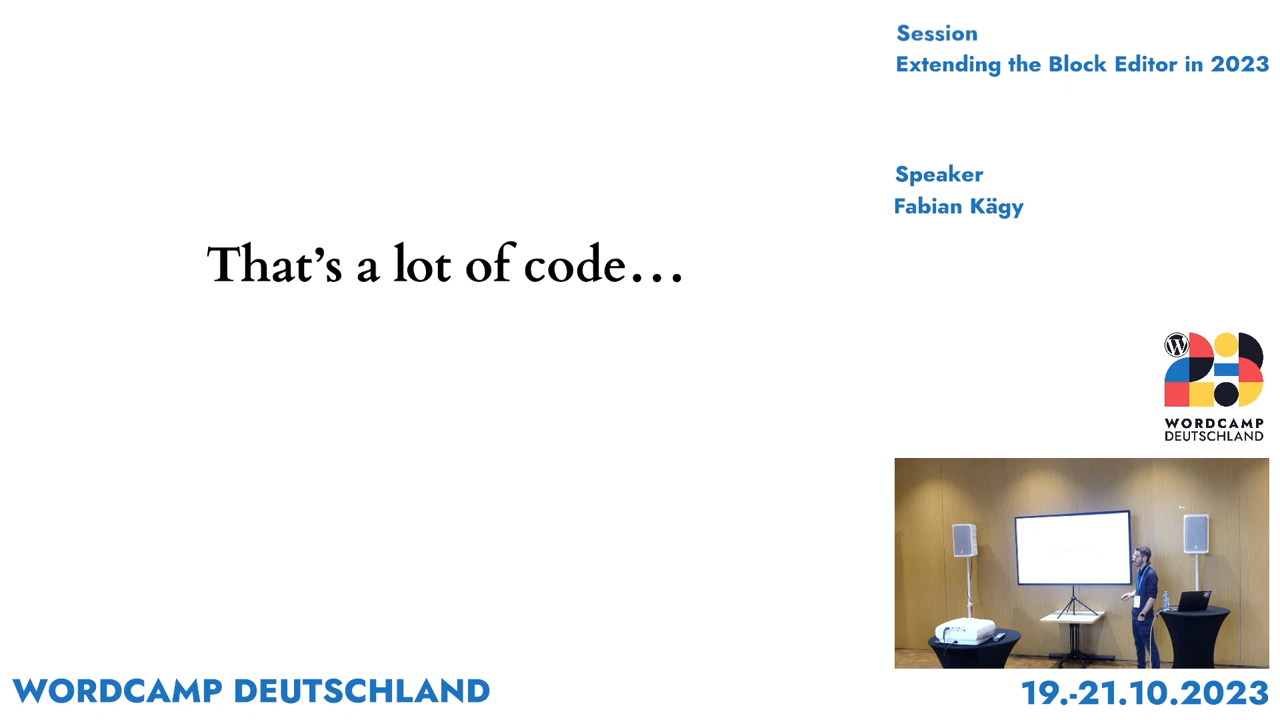 Session
Extending the Block Editor in 2023
Speaker
Fabian Kägy
That’s a lot of code…
W
WORDCAMP
DEUTSCHLAND
WORDCAMP DEUTSCHLAND
19.-21.10.2023